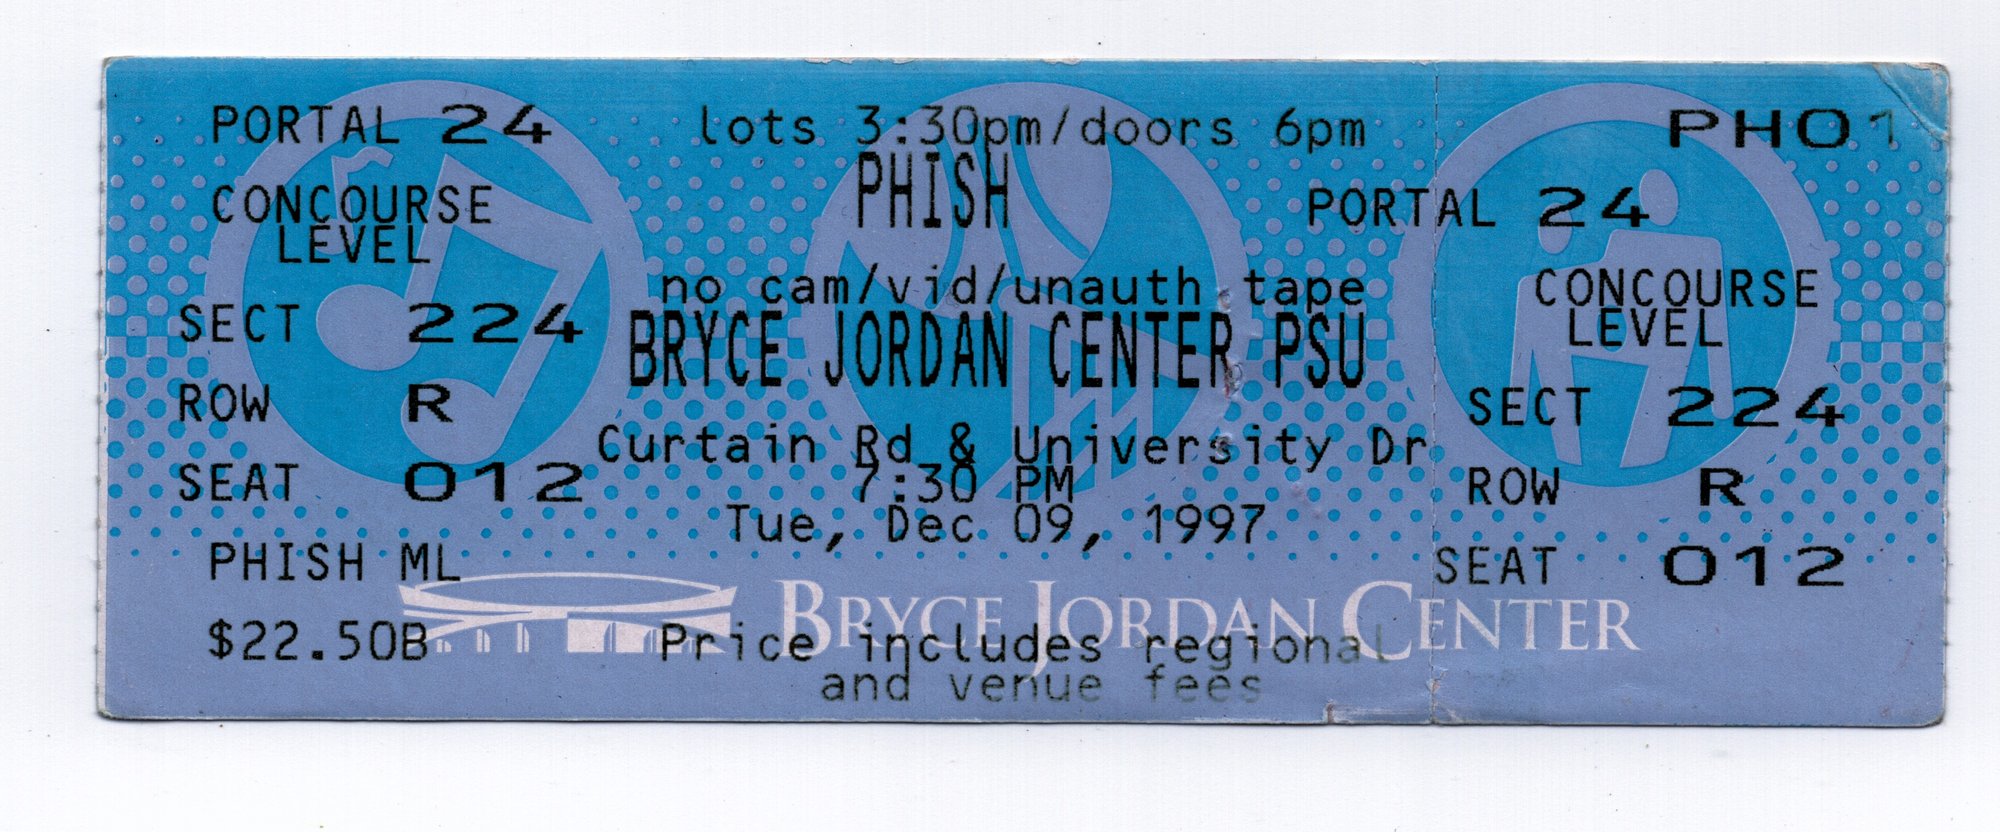 PORTAL 24
CONCOURSE
LEVEL
SECT 224
ROW R
SEAT 012
PHISH ML
$22.50B
lots 3:30pm/doors 6pm
PHISH
no cam/vid/unauth tape
BRYCE JORDAN CENTER PSU
Curtain Rd & University Dr
7:30 PM
Tue, Dec 09, 1997
BRYCE JORDAN CENTER
Price includes regional
and venue fees
PH01
PORTAL 24
CONCOURSE
LEVEL
SECT 224
ROW R
SEAT 012